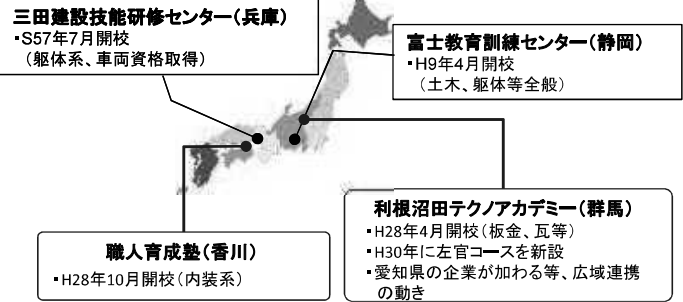 三田建設技能研修センター(兵庫)
・S57年7月開校
(躯体系、車両資格取得)
富士教育訓練センター(静岡)
・H9年4月開校
(土木、躯体等全般)
職人育成塾(香川)
・H28年10月開校(内装系)
利根沼田テクノアカデミー(群馬)
・H28年4月開校(板金、瓦等)
・H30年に左官コースを新設
・愛知県の企業が加わる等、広域連携
の動き